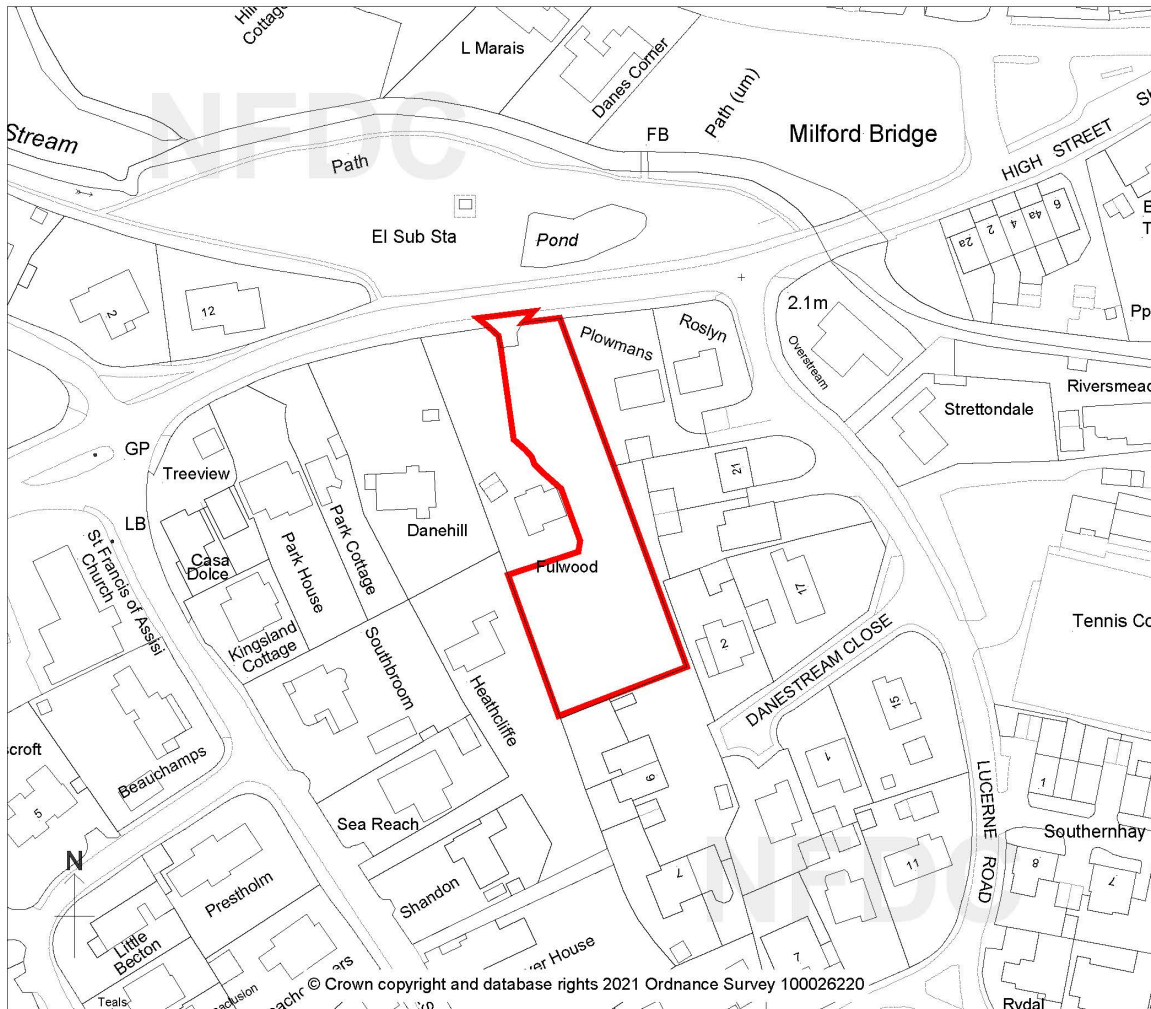 Cottage
L Marais
Danes Corner
Path (um)
FB
Milford Bridge
HIGH STREET
Stream
NFDC
Path
El Sub Sta
Pond
2a
2
4
4a
6
2
12
2.1m
Plowmans
Roslyn
Overstream
Strettondale
GP
Treeview
LB
St Francis of Assisi
Church
Casa
Dolce
Park House
Park Cottage
Danehill
21
Kingsland
Cottage
Southbroom
Heathcliffe
Fulwood
17
2
DANESTREAM CLOSE
15
Beauchamps
5
Sea Reach
6
1
LUCERNE ROAD
1
Southernhay
N
Prestholm
Shandon
7
11
8
7
NFDC
Little
Becton
7
Teals
House
© Crown copyright and database rights 2021 Ordnance Survey 100026220
Rydal